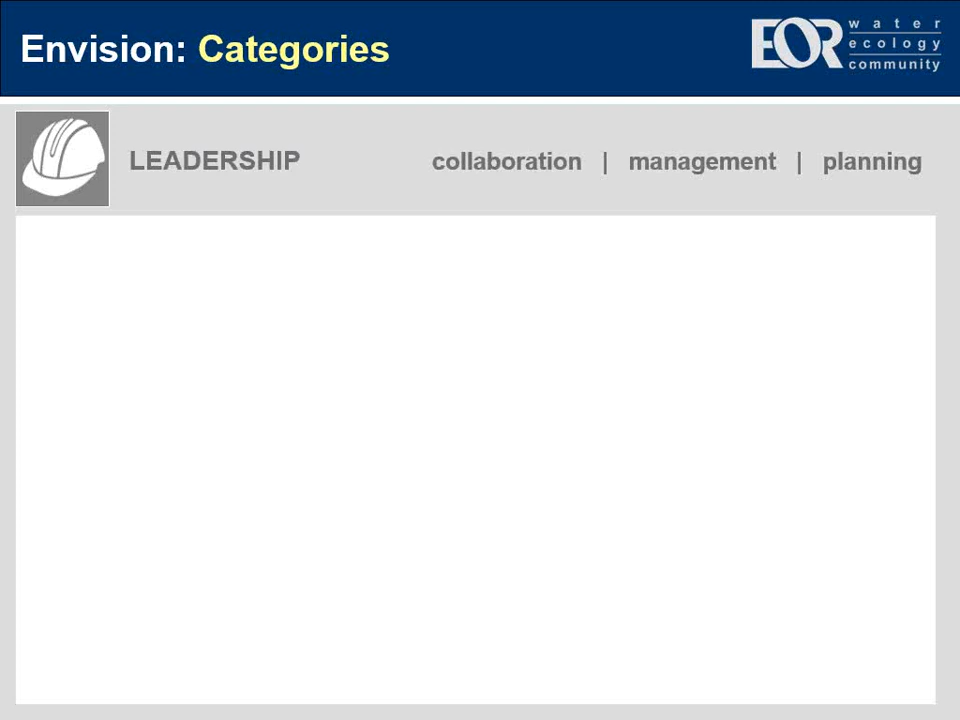 Envision: Categories
EOR
water
ecology
community
LEADERSHIP collaboration | management | planning